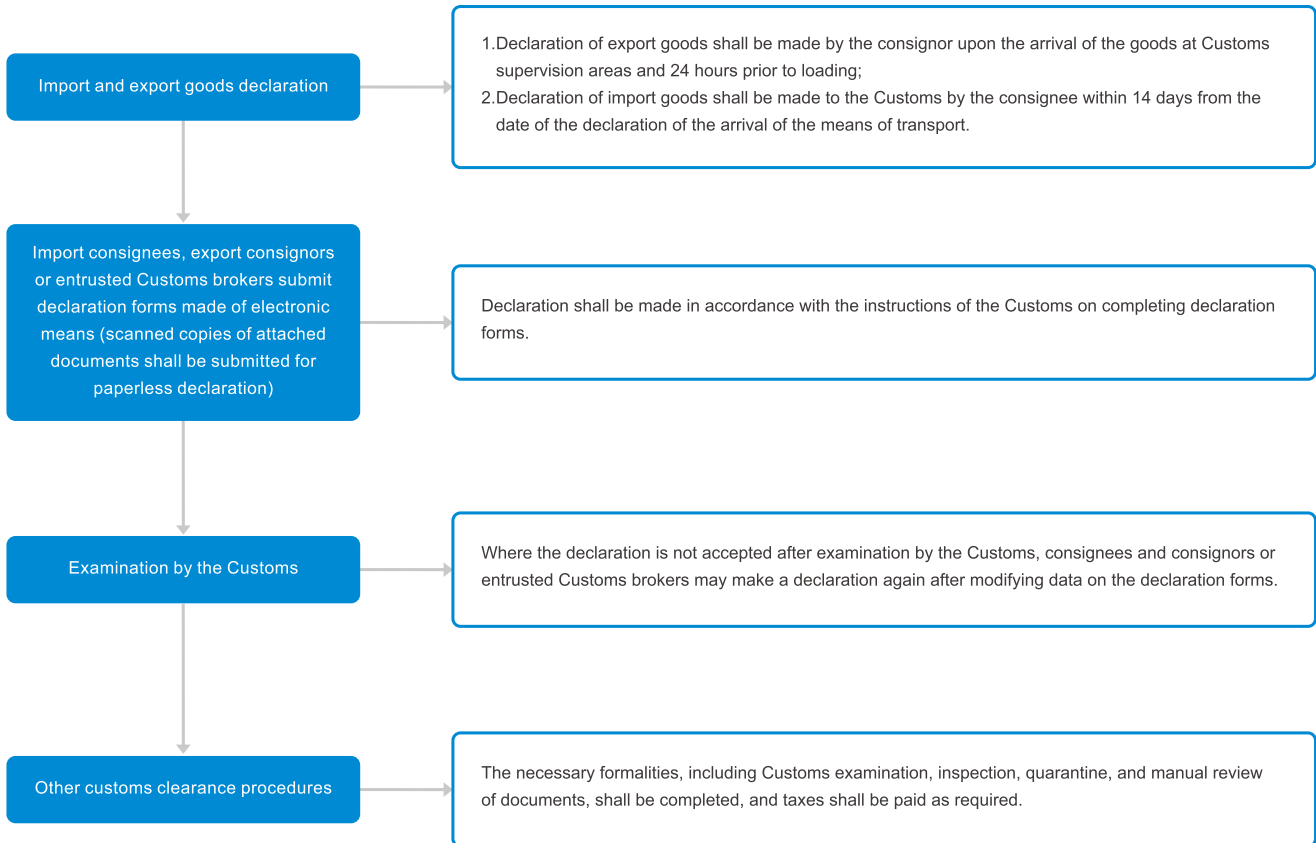 Import and export goods declaration
1.Declaration of export goods shall be made by the consignor upon the arrival of the goods at Customs
supervision areas and 24 hours prior to loading;
2.Declaration of import goods shall be made to the Customs by the consignee within 14 days from the
date of the declaration of the arrival of the means of transport.
Import consignees, export consignors
or entrusted Customs brokers submit
declaration forms made of electronic
means (scanned copies of attached
documents shall be submitted for
paperless declaration)
Declaration shall be made in accordance with the instructions of the Customs on completing declaration
forms.
Examination by the Customs
Where the declaration is not accepted after examination by the Customs, consignees and consignors or
entrusted Customs brokers may make a declaration again after modifying data on the declaration forms.
Other customs clearance procedures
The necessary formalities, including Customs examination, inspection, quarantine, and manual review
of documents, shall be completed, and taxes shall be paid as required.